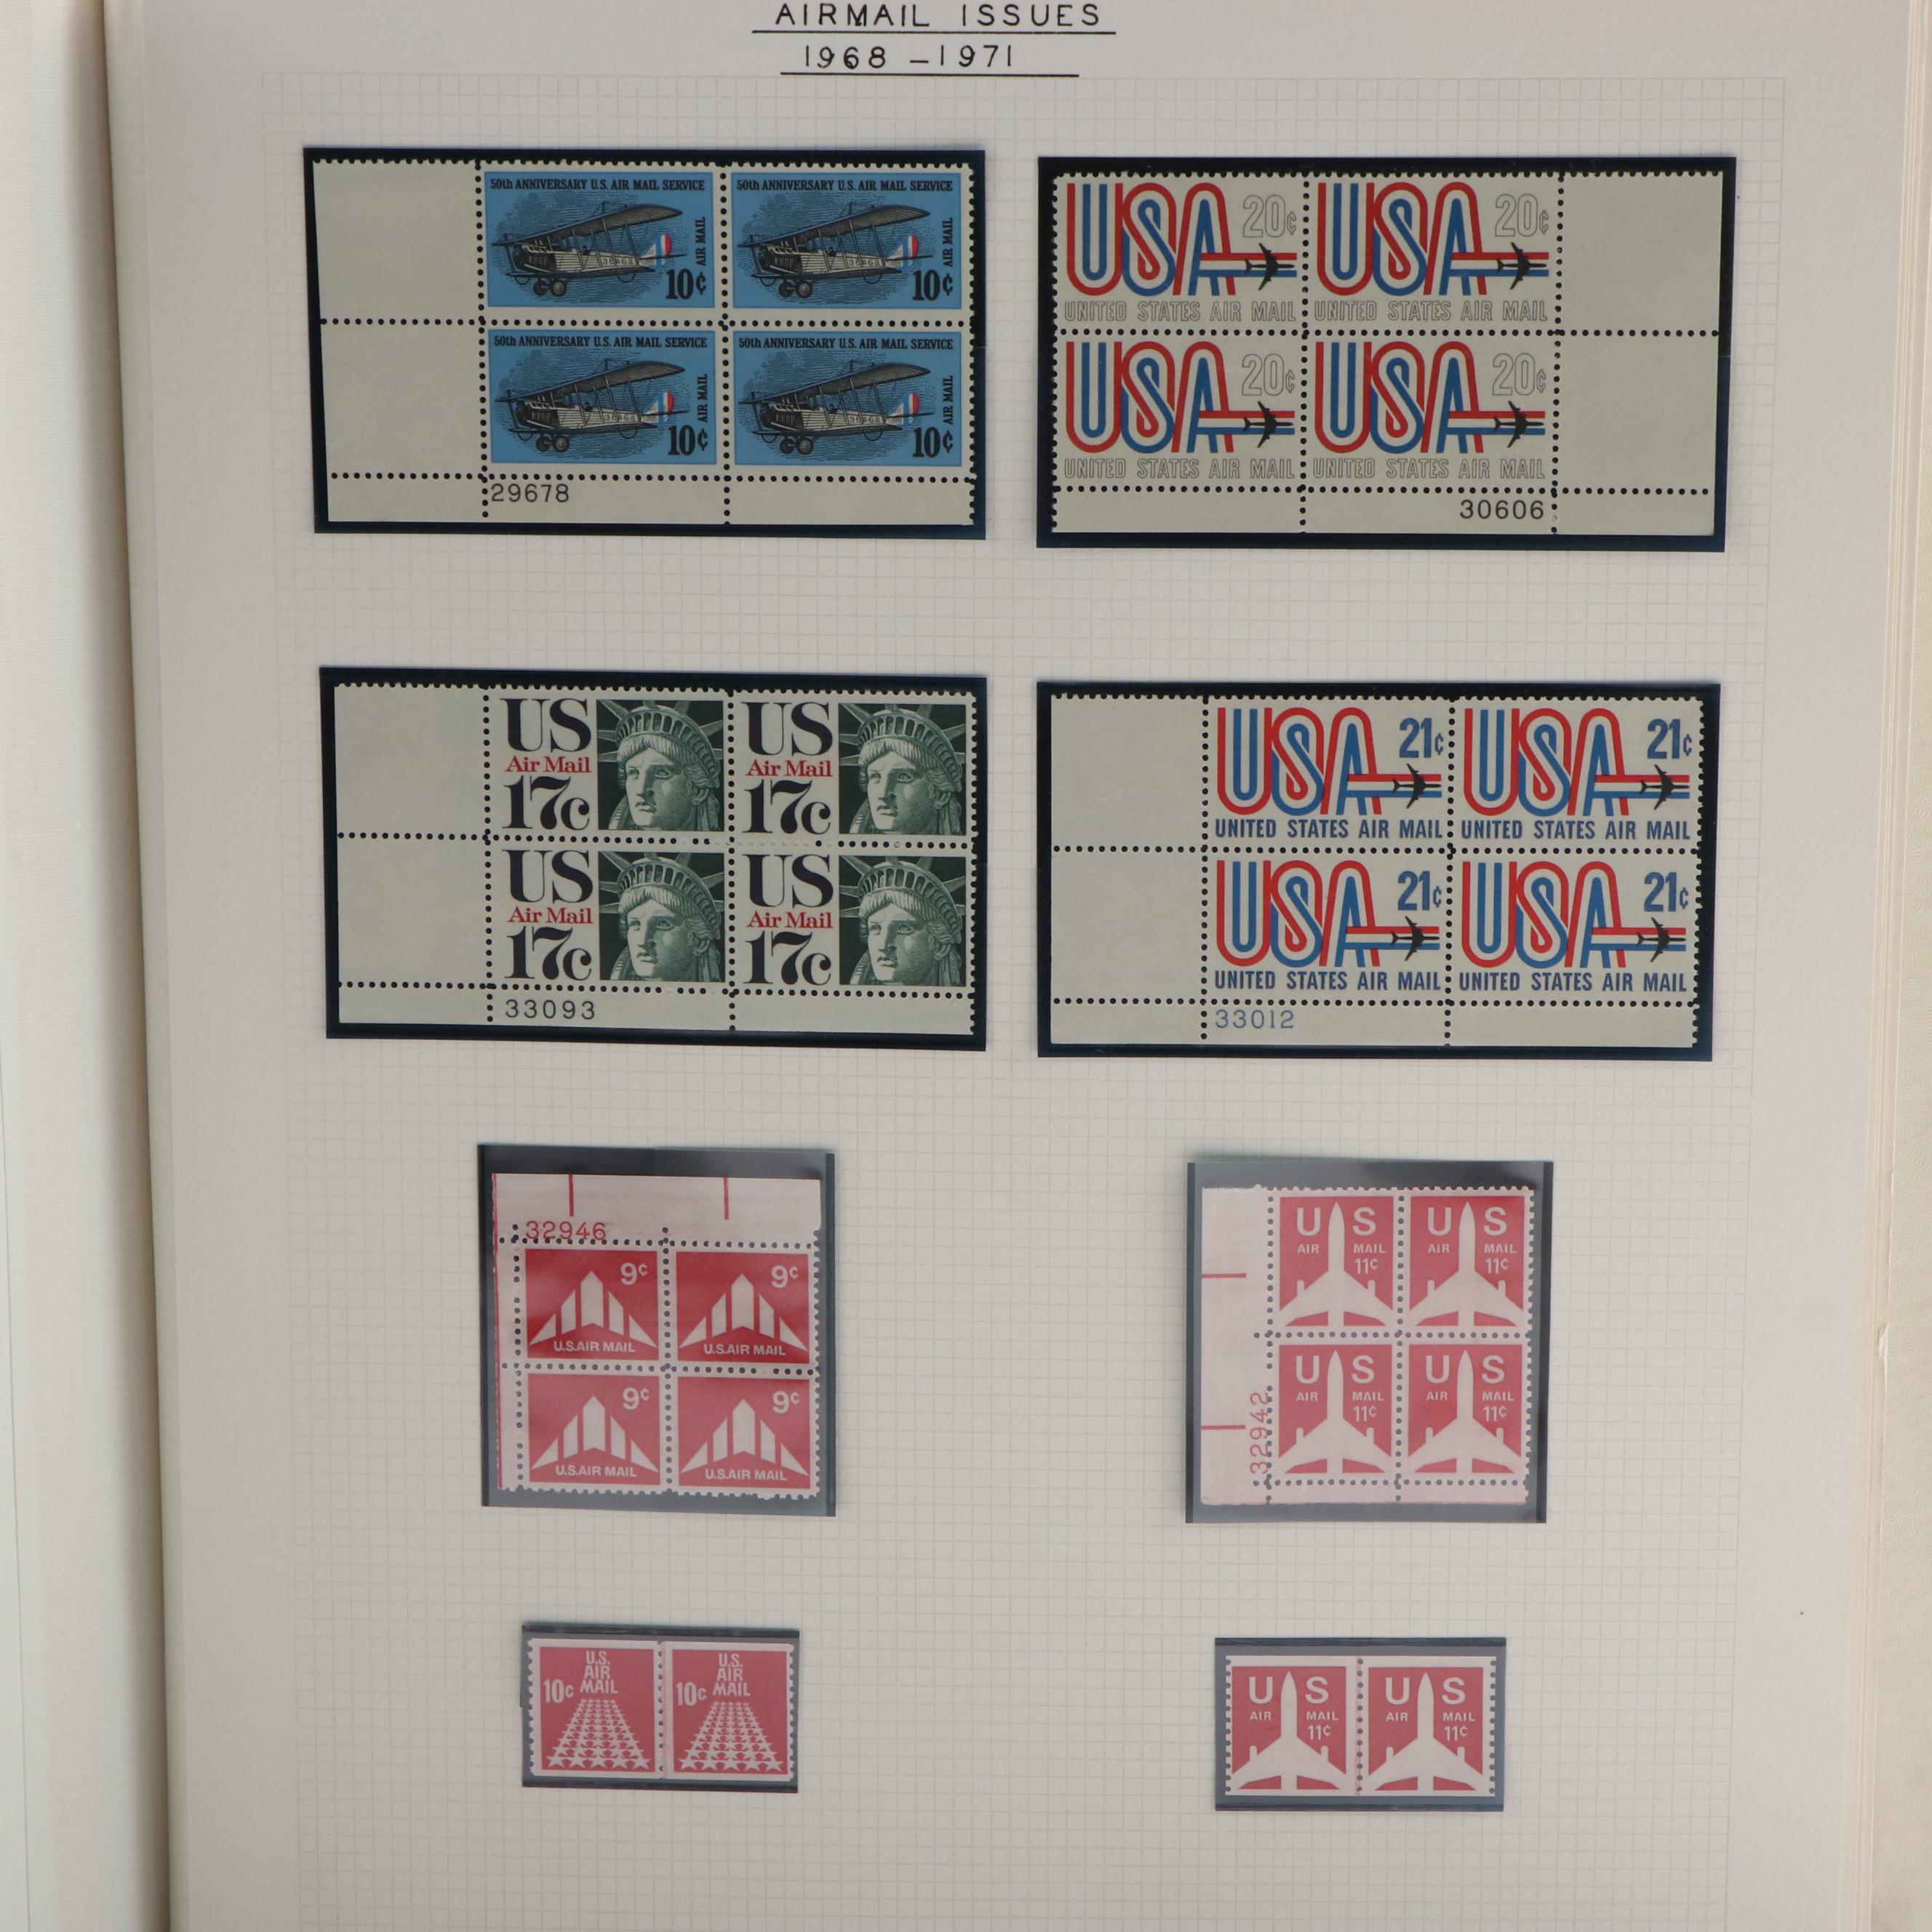 AIRMAIL ISSUES
1968 – 1971
50th ANNIVERSARY U.S. AIR MAIL SERVICE
AIR MAIL
10¢
50th ANNIVERSARY U.S. AIR MAIL SERVICE
AIR MAIL
10¢
50th ANNIVERSARY U.S. AIR MAIL SERVICE
AIR MAIL
10¢
50th ANNIVERSARY U.S. AIR MAIL SERVICE
AIR MAIL
10¢
29678
USA 20¢
UNITED STATES AIR MAIL
USA 20¢
UNITED STATES AIR MAIL
USA 20¢
UNITED STATES AIR MAIL
USA 20¢
UNITED STATES AIR MAIL
30606
US
Air Mail
17c
US
Air Mail
17c
US
Air Mail
17c
US
Air Mail
17c
33093
USA 21¢
UNITED STATES AIR MAIL
USA 21¢
UNITED STATES AIR MAIL
USA 21¢
UNITED STATES AIR MAIL
USA 21¢
UNITED STATES AIR MAIL
33012
32946
9¢
U.S.AIR MAIL
9¢
U.S.AIR MAIL
9¢
U.S.AIR MAIL
9¢
U.S.AIR MAIL
U S
AIR MAIL
11¢
U S
AIR MAIL
11¢
U S
AIR MAIL
11¢
U S
AIR MAIL
11¢
32942
U.S.
AIR
10c MAIL
U.S.
AIR
10c MAIL
U S
AIR MAIL
11¢
U S
AIR MAIL
11¢